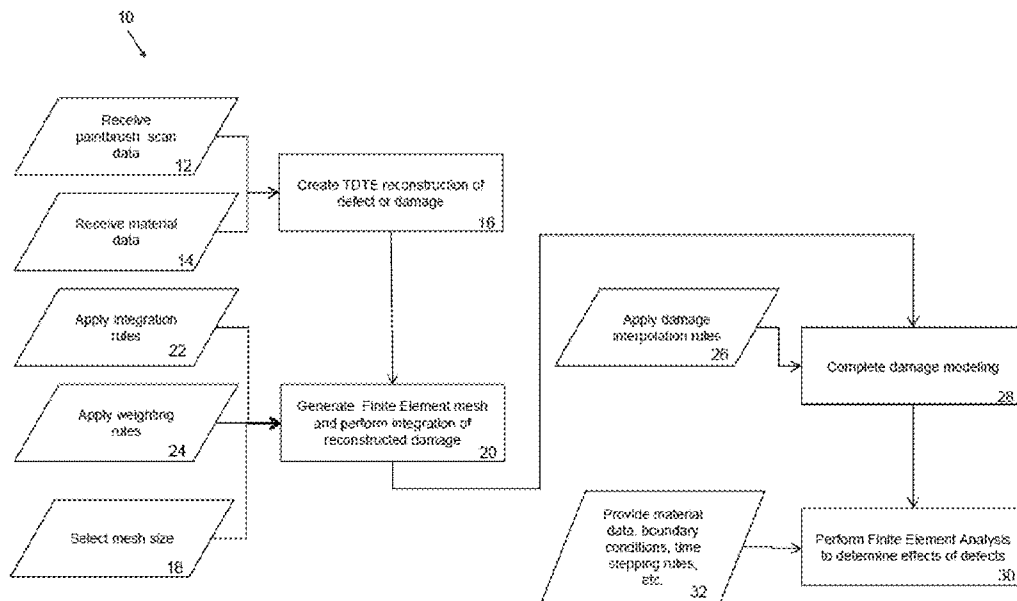 10
Receive
paintbrush scan
data
12
Create TDTE reconstruction of
defect or damage
16
Receive material
data
14
Apply integration
rules
22
Apply damage
interpolation rules
26
Complete damage modeling
28
Apply weighting
rules
24
Generate Finite Element mesh
and perform integration of
reconstructed damage
20
Select mesh size
18
Provide material
data, boundary
conditions, time
stepping rules,
etc.
32
Perform Finite Element Analysis
to determine effects of defects
30